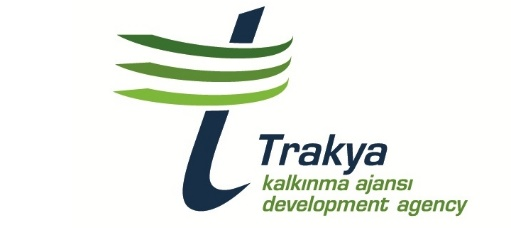 Trakya
kalkınma ajansı
development agency